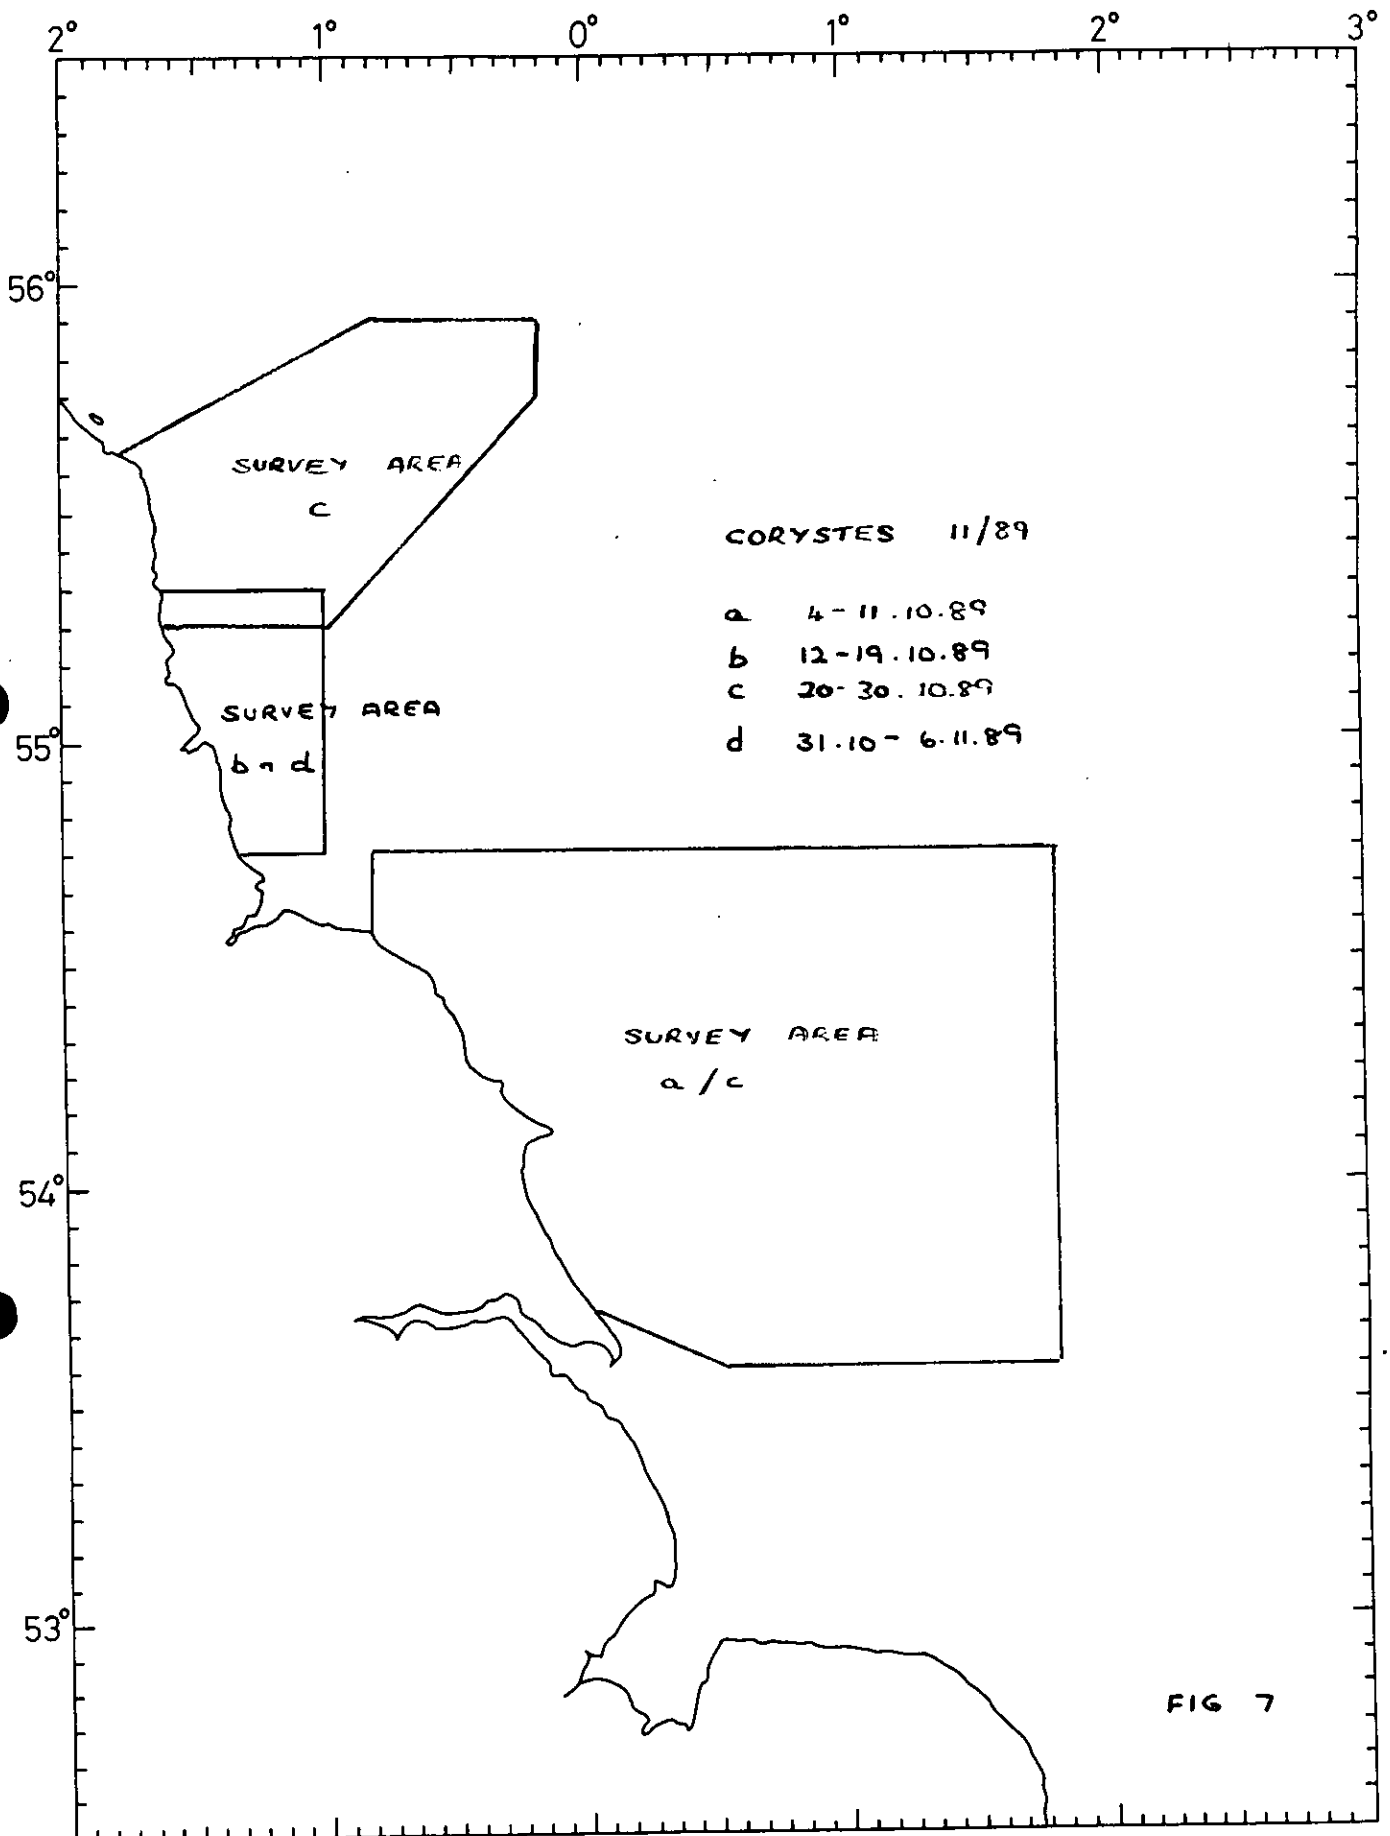 2° 1° 0° 1° 2° 3°
56°
SURVEY AREA
c
CORYSTES 11/89
a 4-11.10.89
b 12-19.10.89
c 20-30.10.89
d 31.10-6.11.89
SURVEY AREA
55°
b n d
SURVEY AREA
a/c
54°
53°
FIG 7